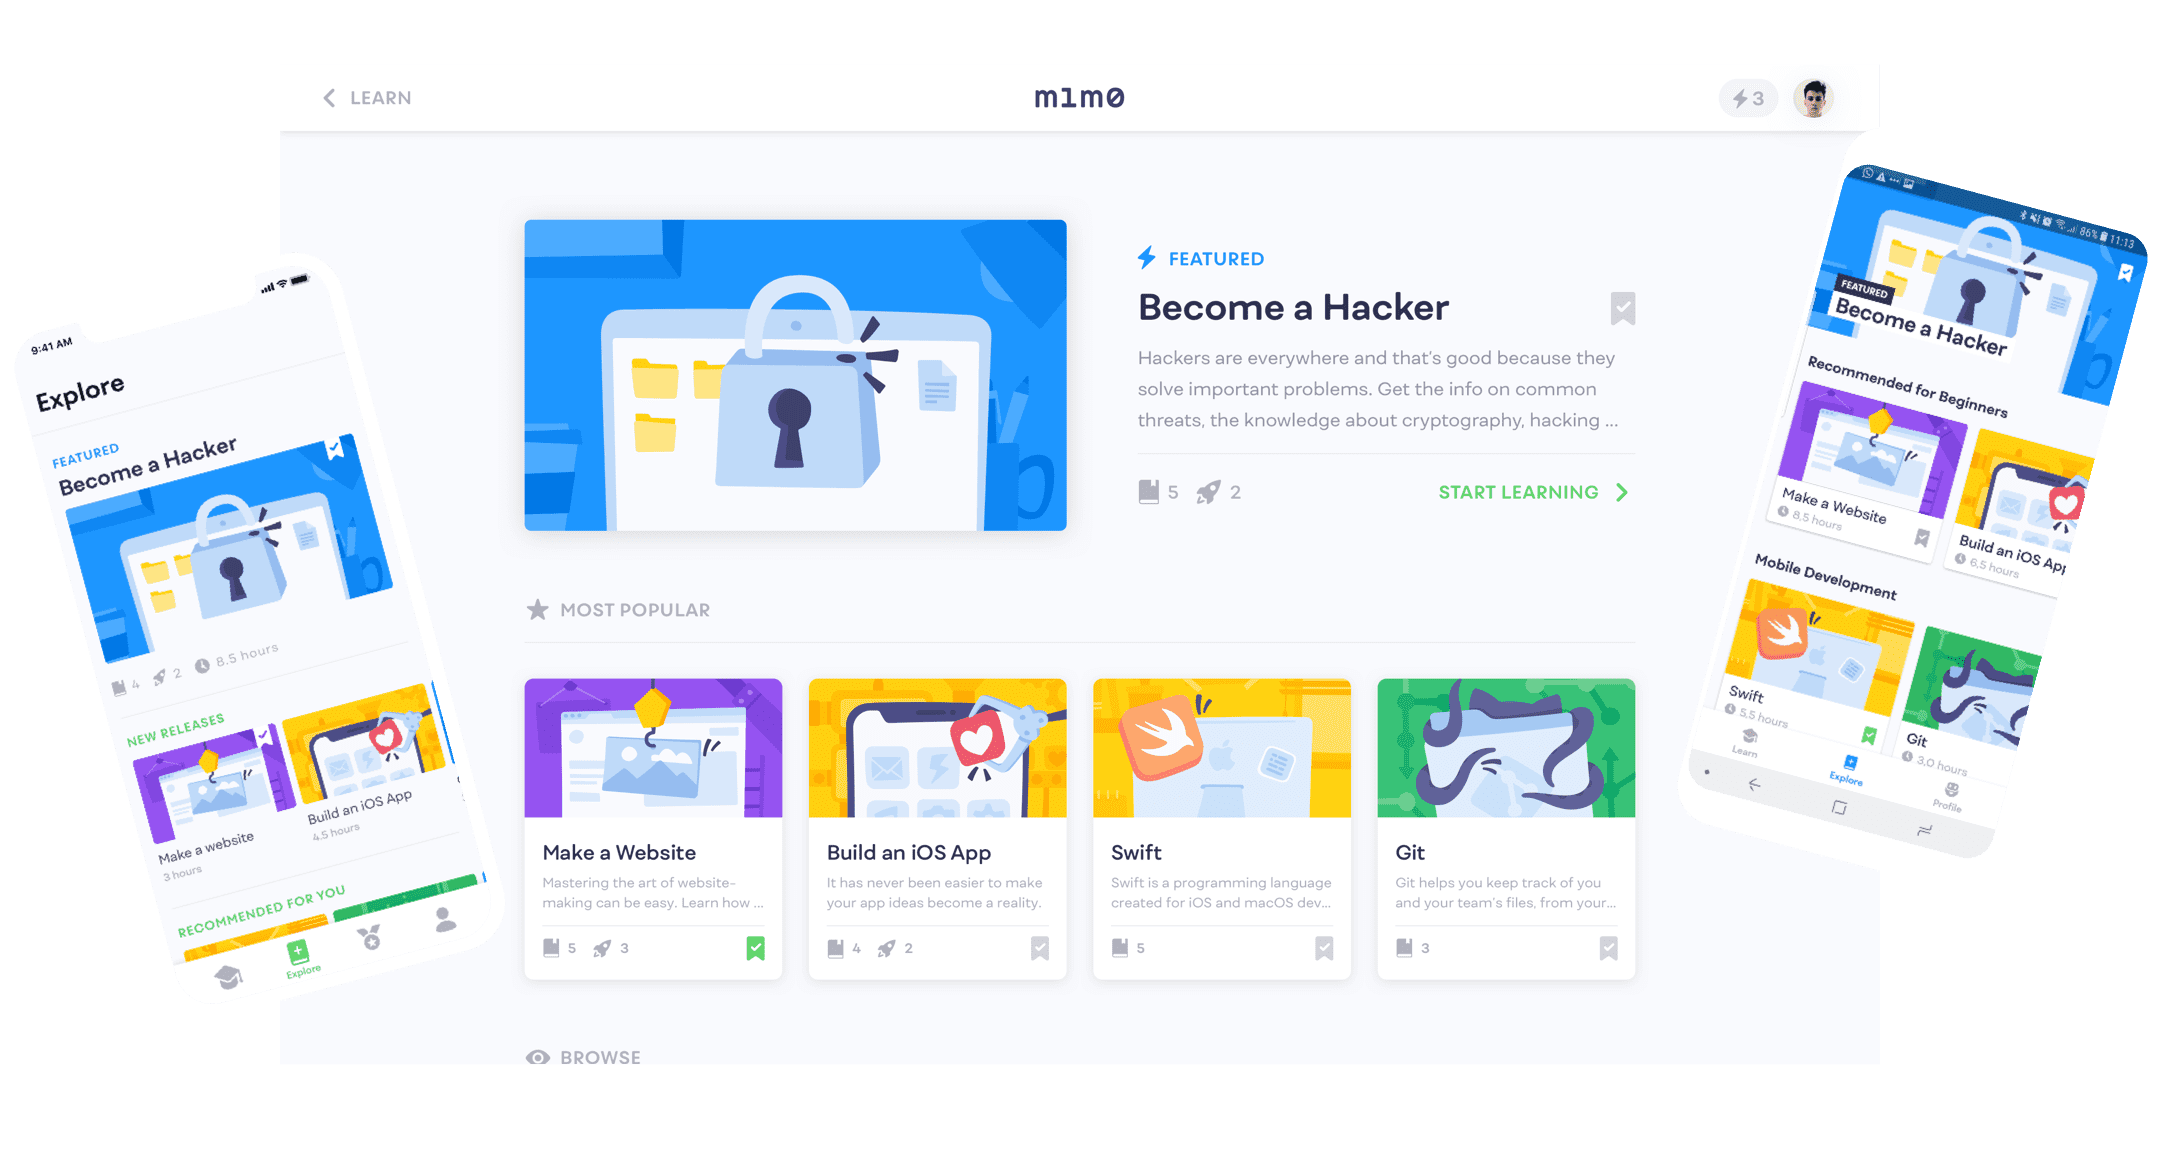 LEARN
m1m0
3
FEATURED
Become a Hacker
Hackers are everywhere and that's good because they
solve important problems. Get the info on common
threats, the knowledge about cryptography, hacking ...
5 2
START LEARNING
MOST POPULAR
Make a Website
Mastering the art of website-
making can be easy. Learn how ...
5 3
Build an iOS App
It has never been easier to make
your app ideas become a reality.
4 2
Swift
Swift is a programming language
created for iOS and macOS dev...
5
Git
Git helps you keep track of you
and your team's files, from your...
3
BROWSE
9:41 AM
Explore
FEATURED
Become a Hacker
4 2 8.5 hours
NEW RELEASES
Make a website
3 hours
Build an iOS App
4.5 hours
RECOMMENDED FOR YOU
Explore
86% 11:13
FEATURED
Become a Hacker
Recommended for Beginners
Make a Website
8,5 hours
Build an iOS App
6,5 hours
Mobile Development
Swift
5,5 hours
Git
3,0 hours
Learn
Explore
Profile